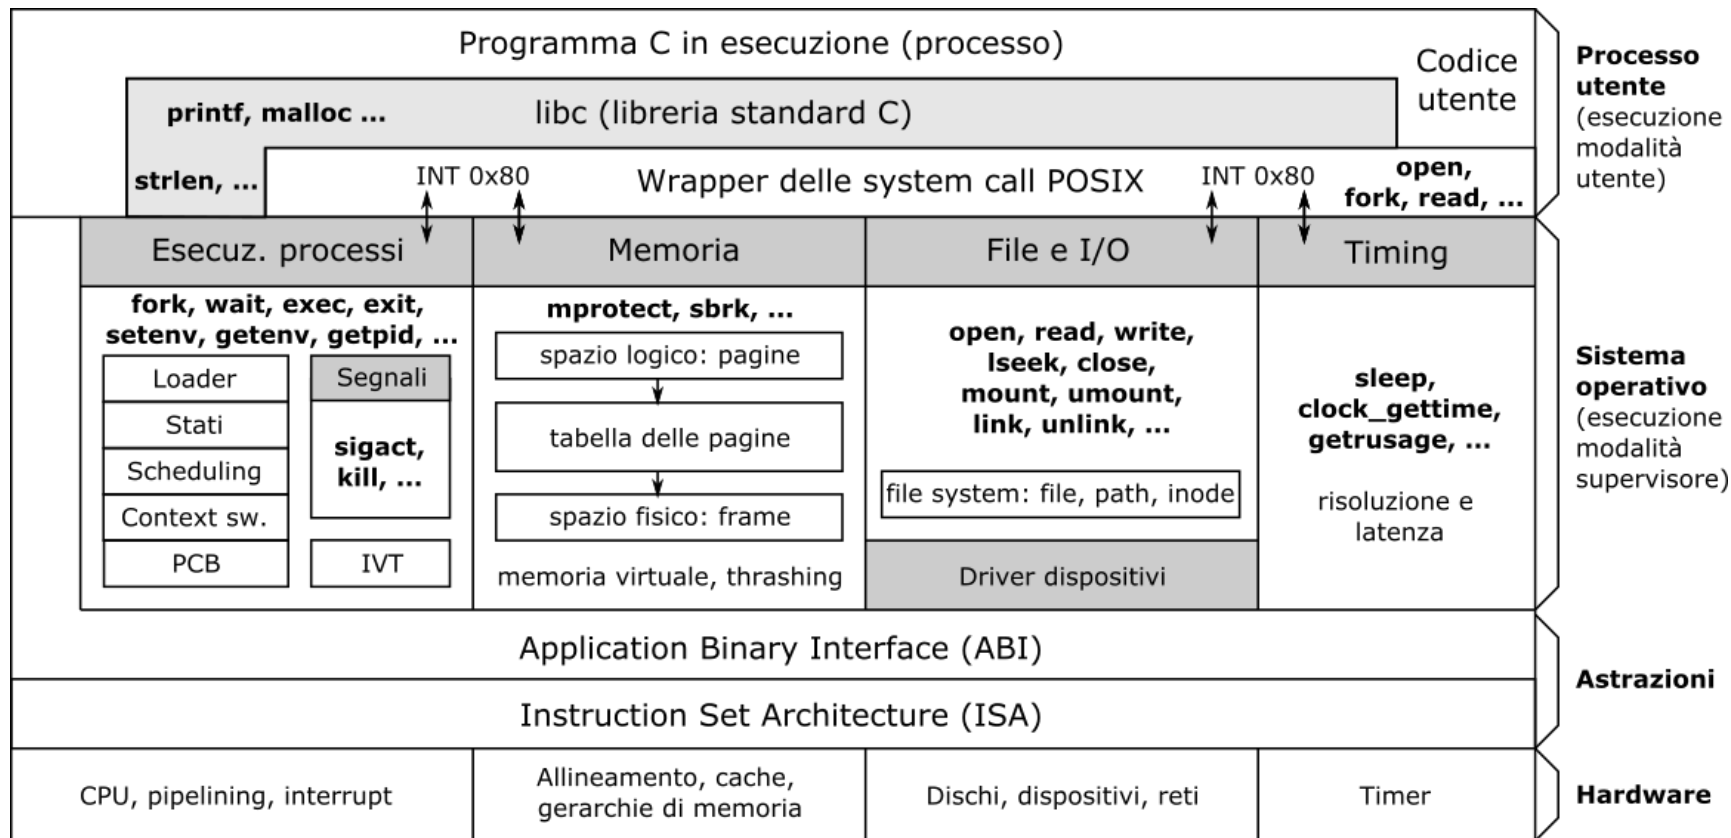 Programma C in esecuzione (processo)
Codice
utente
printf, malloc ...
libc (libreria standard C)
strlen, ...
INT 0x80
Wrapper delle system call POSIX
INT 0x80
open,
fork, read, ...
Processo
utente
(esecuzione
modalità
utente)
Esecuz. processi
fork, wait, exec, exit,
setenv, getenv, getpid, ...
Loader
Stati
Scheduling
Context sw.
PCB
Segnali
sigact,
kill, ...
IVT
Memoria
mprotect, sbrk, ...
spazio logico: pagine
tabella delle pagine
spazio fisico: frame
memoria virtuale, thrashing
File e I/O
open, read, write,
lseek, close,
mount, umount,
link, unlink, ...
file system: file, path, inode
Driver dispositivi
Timing
sleep,
clock_gettime,
getrusage, ...
risoluzione e
latenza
Sistema
operativo
(esecuzione
modalità
supervisore)
Application Binary Interface (ABI)
Instruction Set Architecture (ISA)
Astrazioni
CPU, pipelining, interrupt
Allineamento, cache,
gerarchie di memoria
Dischi, dispositivi, reti
Timer
Hardware